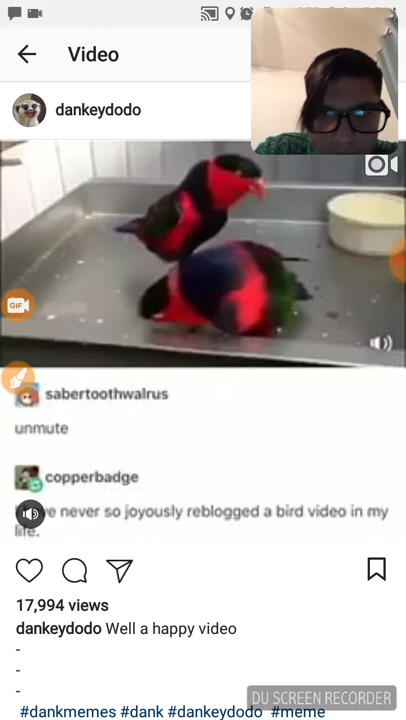 Video
dankeydodo
GIF
sabertoothwalrus
unmute
copperbadge
never so joyously reblogged a bird video in my
life.
17,994 views
dankeydodo Well a happy video
-
-
-
#dankmemes #dank #dankeydodo #meme
DU SCREEN RECORDER